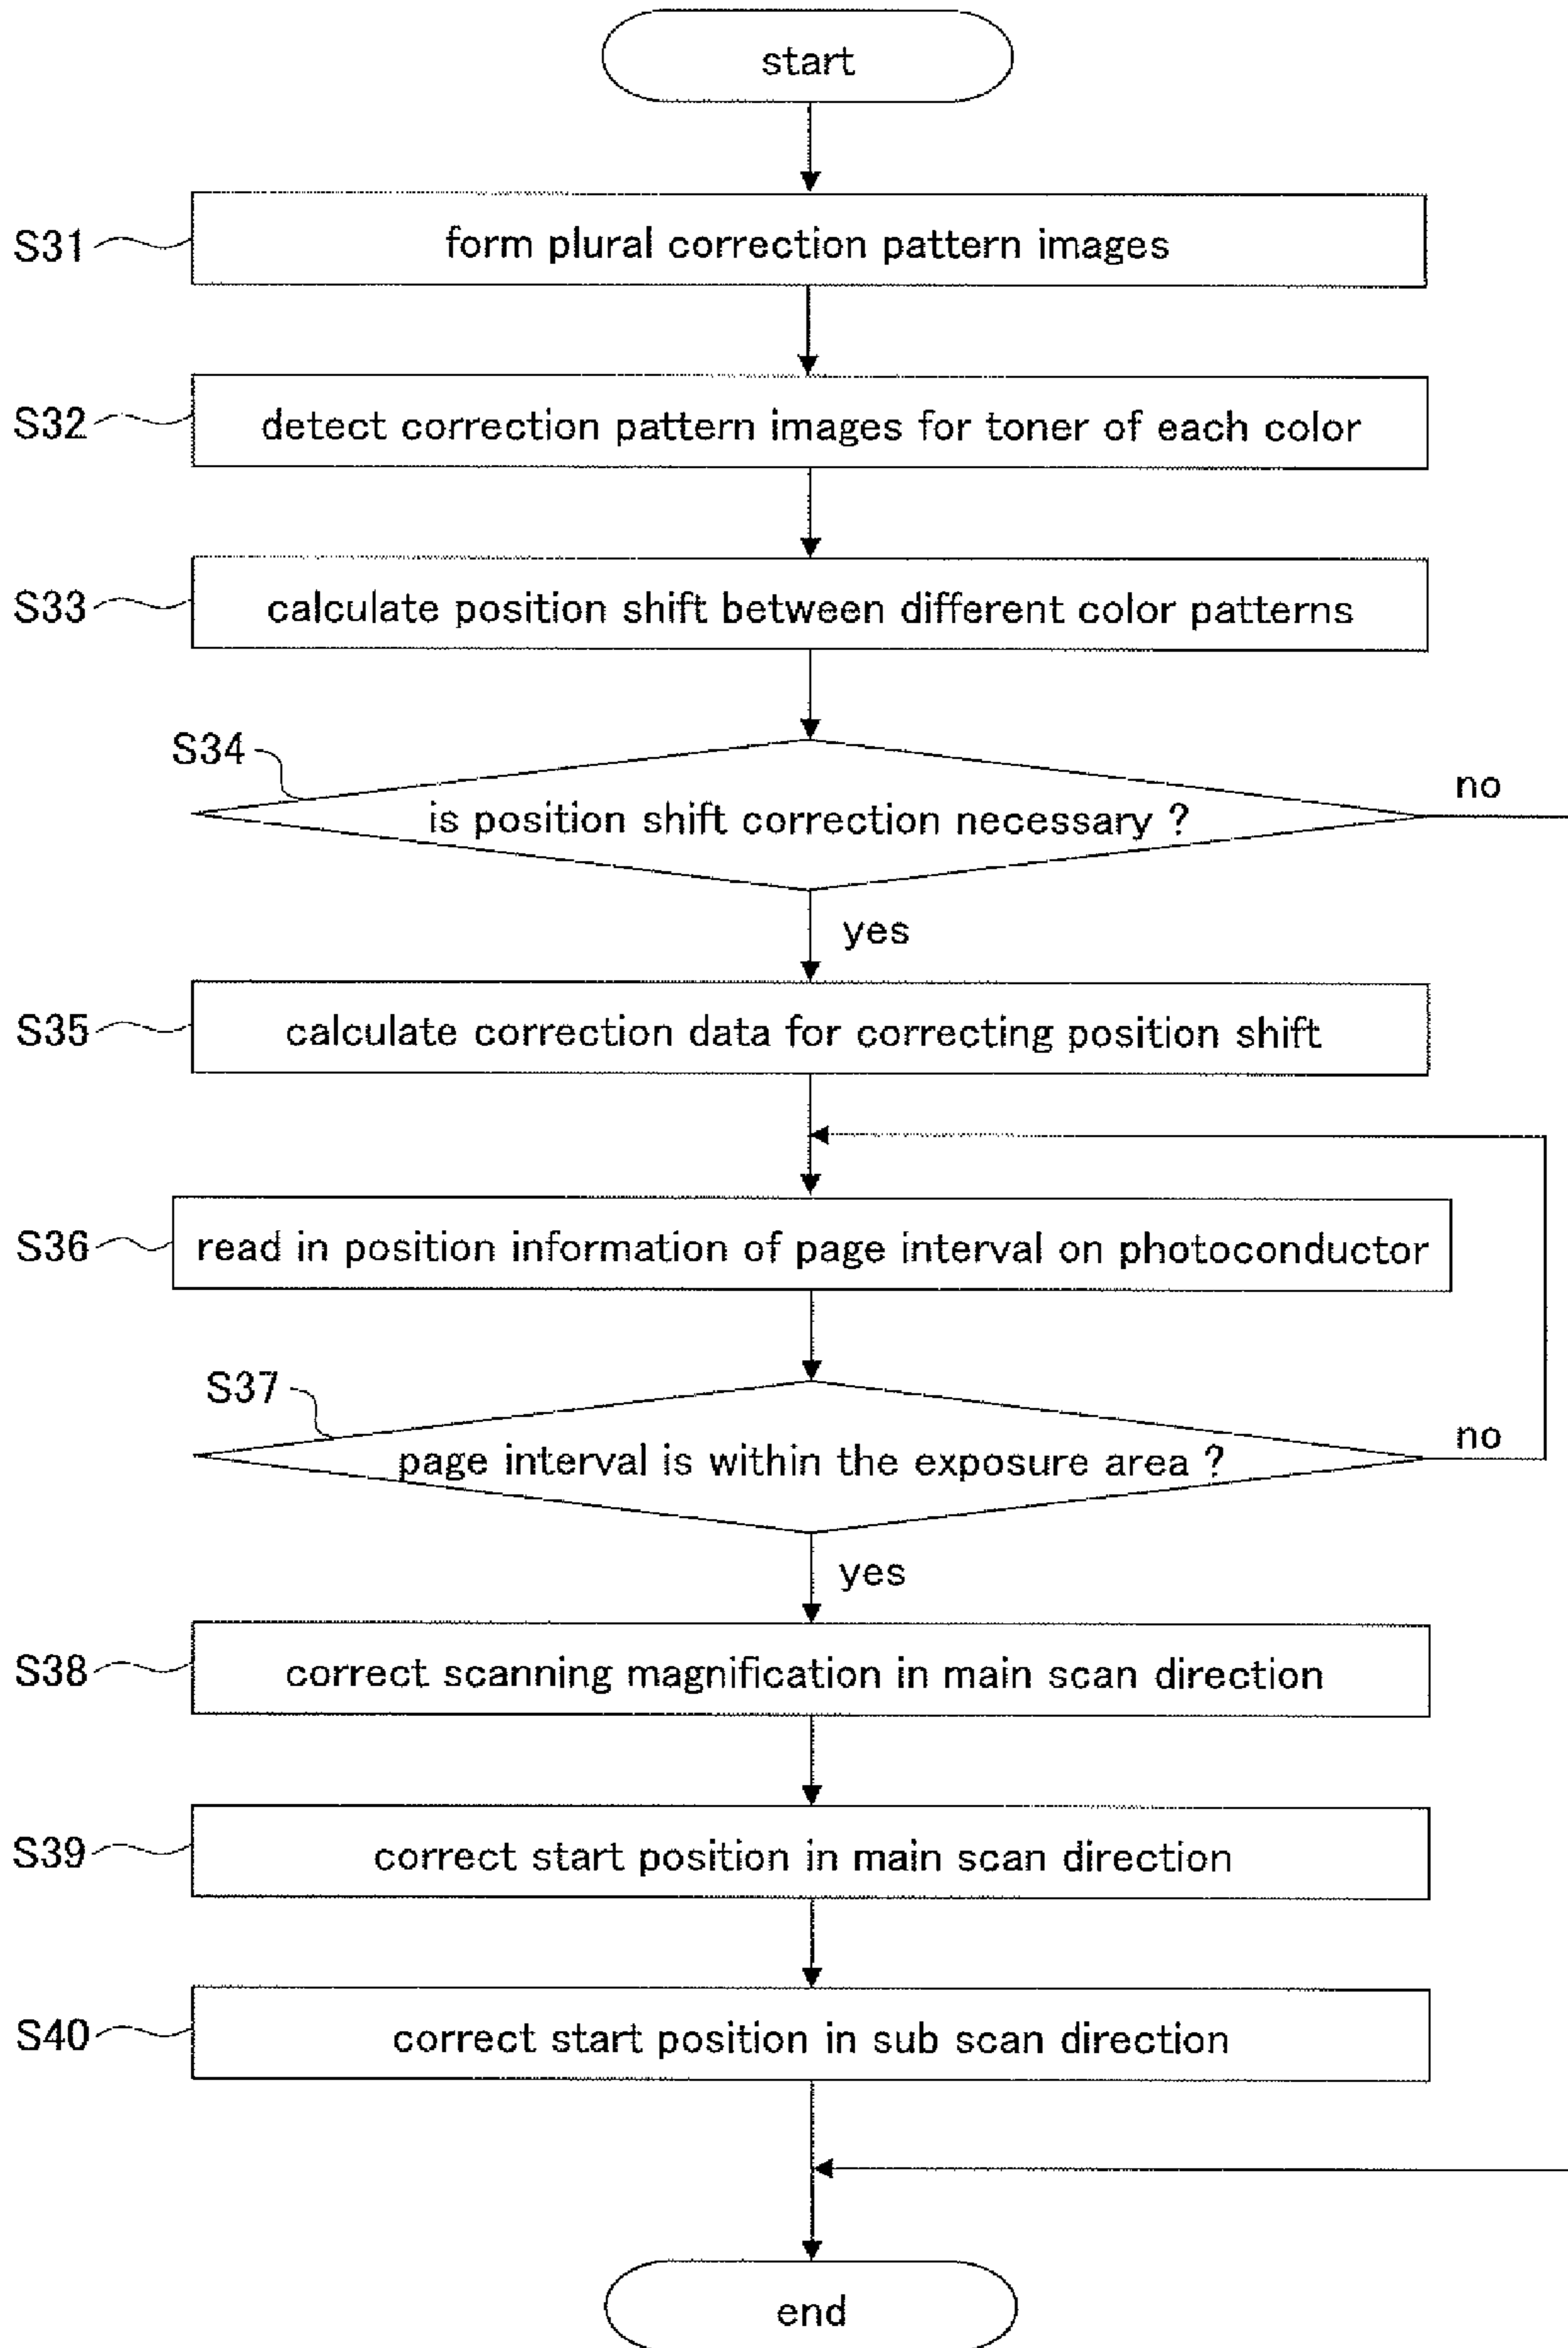 start
S31
form plural correction pattern images
S32
detect correction pattern images for toner of each color
S33
calculate position shift between different color patterns
S34
is position shift correction necessary ?
no
yes
S35
calculate correction data for correcting position shift
S36
read in position information of page interval on photoconductor
S37
page interval is within the exposure area ?
no
yes
S38
correct scanning magnification in main scan direction
S39
correct start position in main scan direction
S40
correct start position in sub scan direction
end